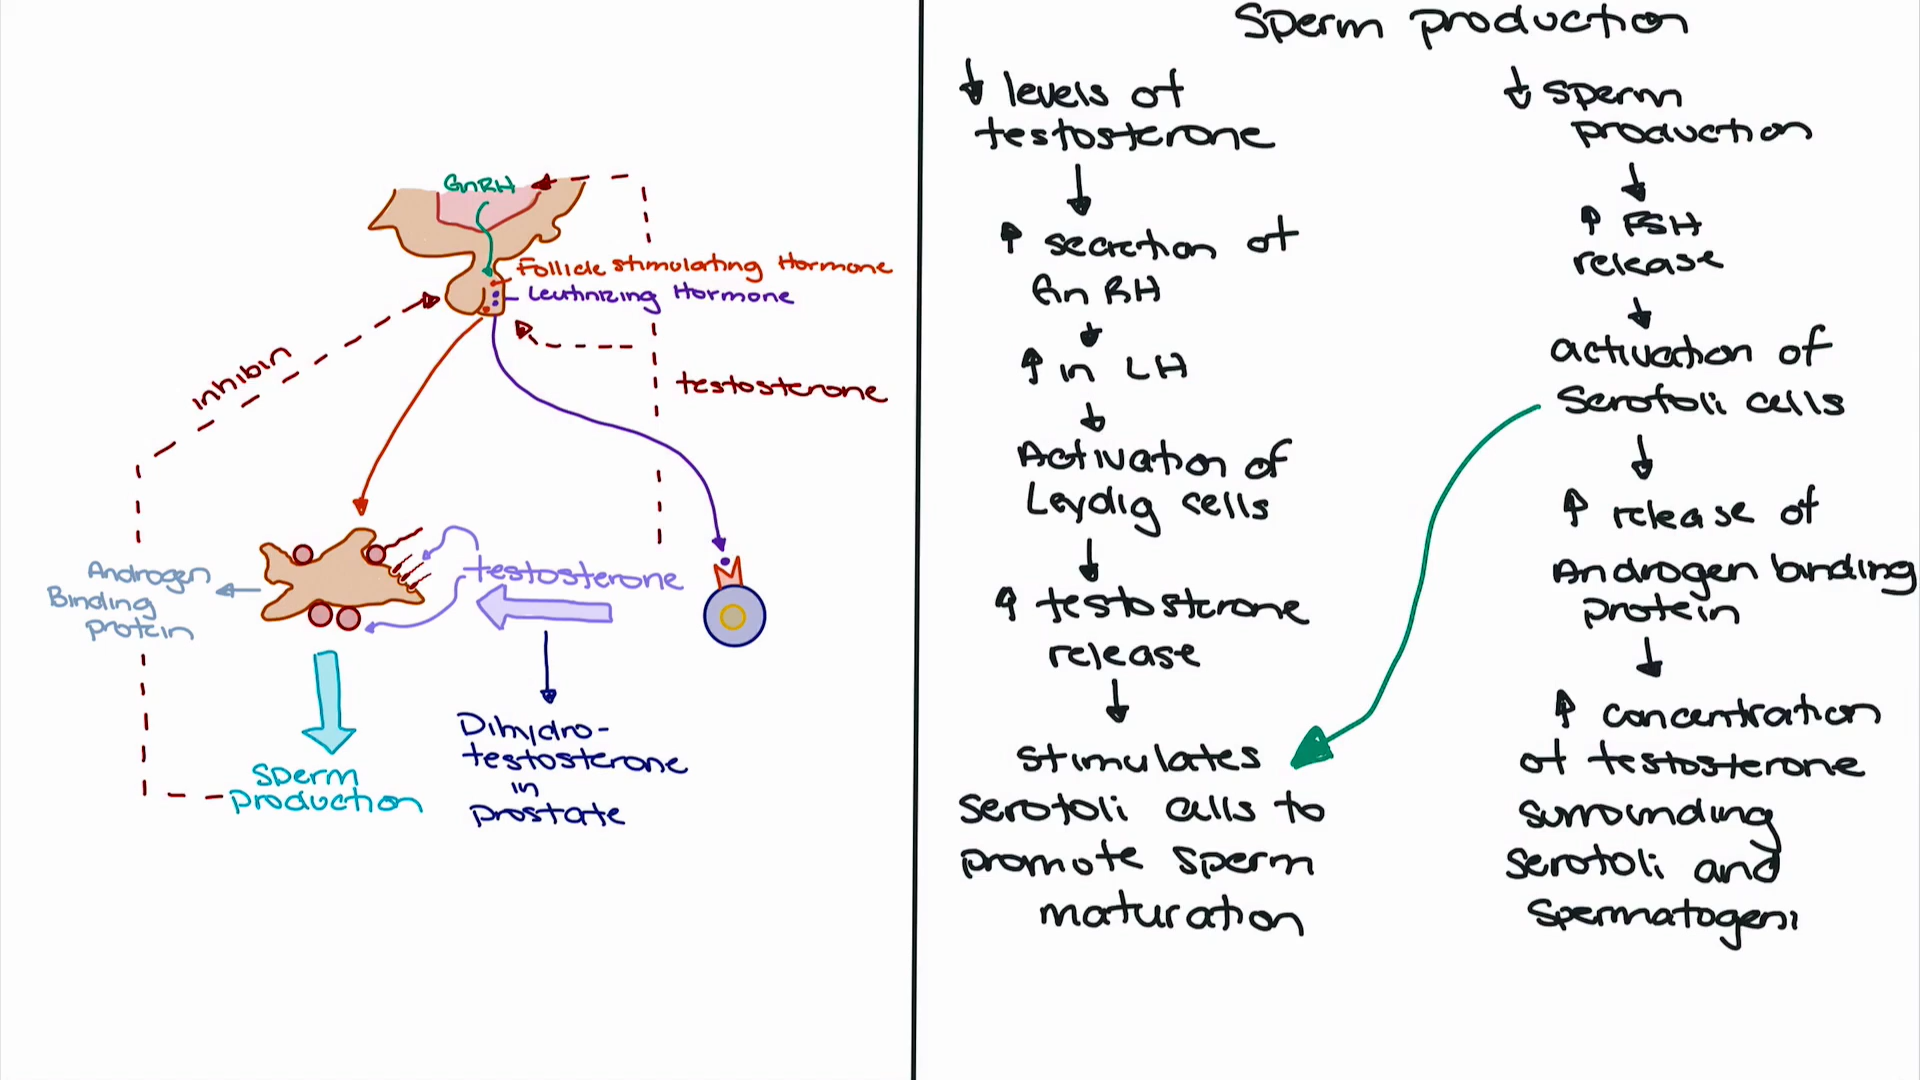 GnRH
Follicle stimulating Hormone
Leutinizing Hormone
inhibin
testosterone
Androgen
Binding
protein
testosterone
Sperm
production
Dihydro-
testosterone
in
prostate
Sperm production
↓ levels of
testosterone
↓
↑ secretion of
GnRH
↓
↑ in LH
↓
Activation of
Leydig cells
↓
↑ testosterone
release
↓
stimulates
serotoli cells to
promote sperm
maturation
↓ sperm
production
↓
↑ FSH
release
↓
activation of
Serotoli cells
↓
↑ release of
Androgen binding
protein
↓
↑ concentration
of testosterone
surrounding
serotoli and
spermatogeni